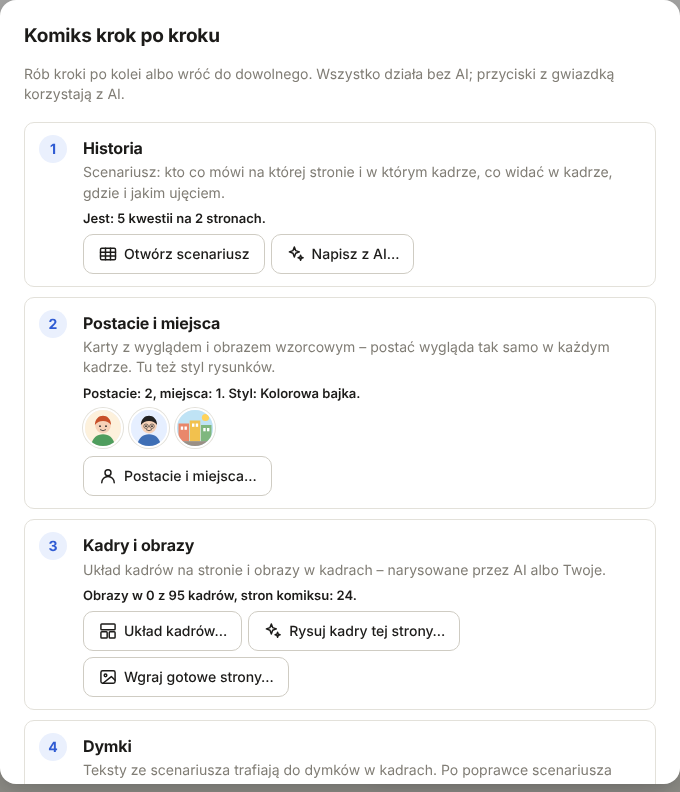 Komiks krok po kroku
Rób kroki po kolei albo wróć do dowolnego. Wszystko działa bez AI; przyciski z gwiazdką
korzystają z AI.
1
Historia
Scenariusz: kto co mówi na której stronie i w którym kadrze, co widać w kadrze,
gdzie i jakim ujęciem.
Jest: 5 kwestii na 2 stronach.
Otwórz scenariusz
Napisz z AI...
2
Postacie i miejsca
Karty z wyglądem i obrazem wzorcowym – postać wygląda tak samo w każdym
kadrze. Tu też styl rysunków.
Postacie: 2, miejsca: 1. Styl: Kolorowa bajka.
Postacie i miejsca...
3
Kadry i obrazy
Układ kadrów na stronie i obrazy w kadrach – narysowane przez AI albo Twoje.
Obrazy w 0 z 95 kadrów, stron komiksu: 24.
Układ kadrów...
Rysuj kadry tej strony...
Wgraj gotowe strony...
4
Dymki
Teksty ze scenariusza trafiają do dymków w kadrach. Po poprawce scenariusza